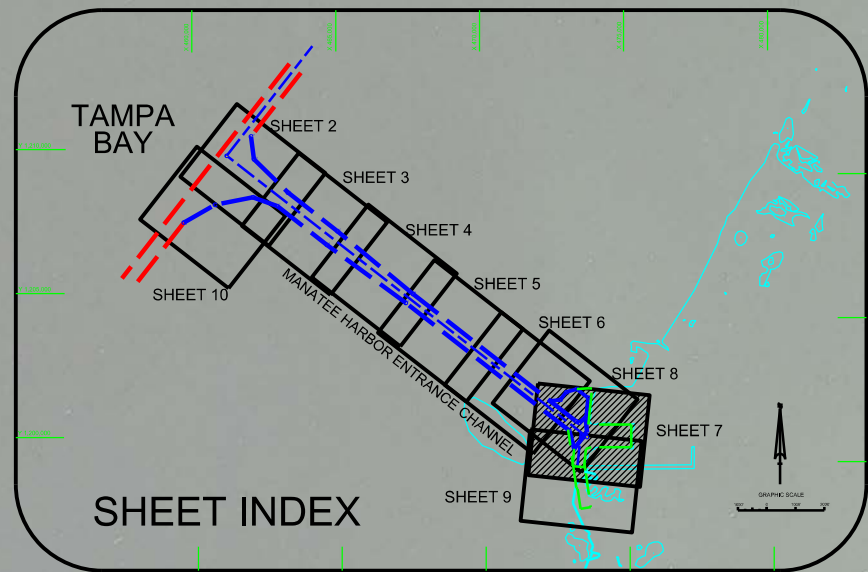 TAMPA
BAY
SHEET 2
SHEET 3
SHEET 4
SHEET 5
SHEET 6
SHEET 8
SHEET 7
SHEET 9
SHEET 10
MANATEE HARBOR ENTRANCE CHANNEL
SHEET INDEX
GRAPHIC SCALE